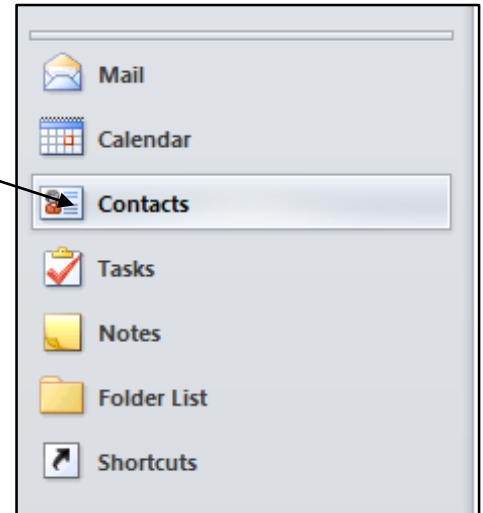 Mail
Calendar
Contacts
Tasks
Notes
Folder List
Shortcuts